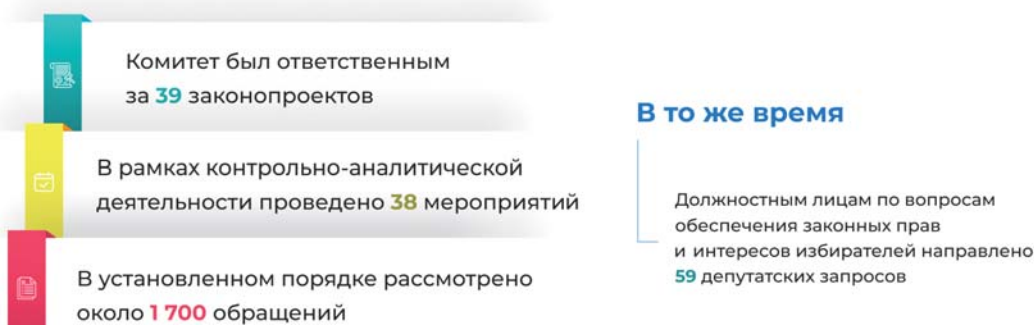 Комитет был ответственным
за 39 законопроектов
В рамках контрольно-аналитической
деятельности проведено 38 мероприятий
В установленном порядке рассмотрено
около 1 700 обращений
В то же время
Должностным лицам по вопросам
обеспечения законных прав
и интересов избирателей направлено
59 депутатских запросов